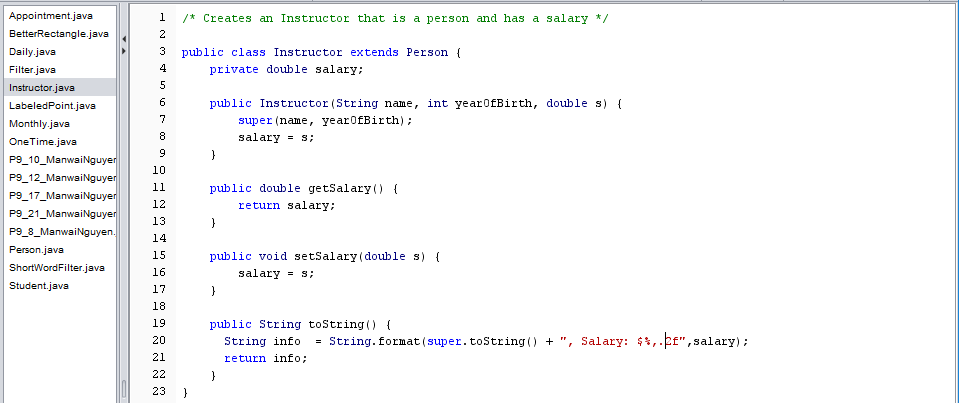 Appointment.java
BetterRectangle.java
Daily.java
Filter.java
Instructor.java
LabeledPoint.java
Monthly.java
OneTime.java
P9_10_ManwaiNguyen
P9_12_ManwaiNguyen
P9_17_ManwaiNguyen
P9_21_ManwaiNguyen
P9_8_ManwaiNguyen.
Person.java
ShortWordFilter.java
Student.java
1 /* Creates an Instructor that is a person and has a salary */
2
3 public class Instructor extends Person {
4     private double salary;
5
6     public Instructor(String name, int yearOfBirth, double s) {
7         super(name, yearOfBirth);
8         salary = s;
9     }
10
11     public double getSalary() {
12         return salary;
13     }
14
15     public void setSalary(double s) {
16         salary = s;
17     }
18
19     public String toString() {
20       String info  = String.format(super.toString() + ", Salary: $%,.2f",salary);
21       return info;
22     }
23 }